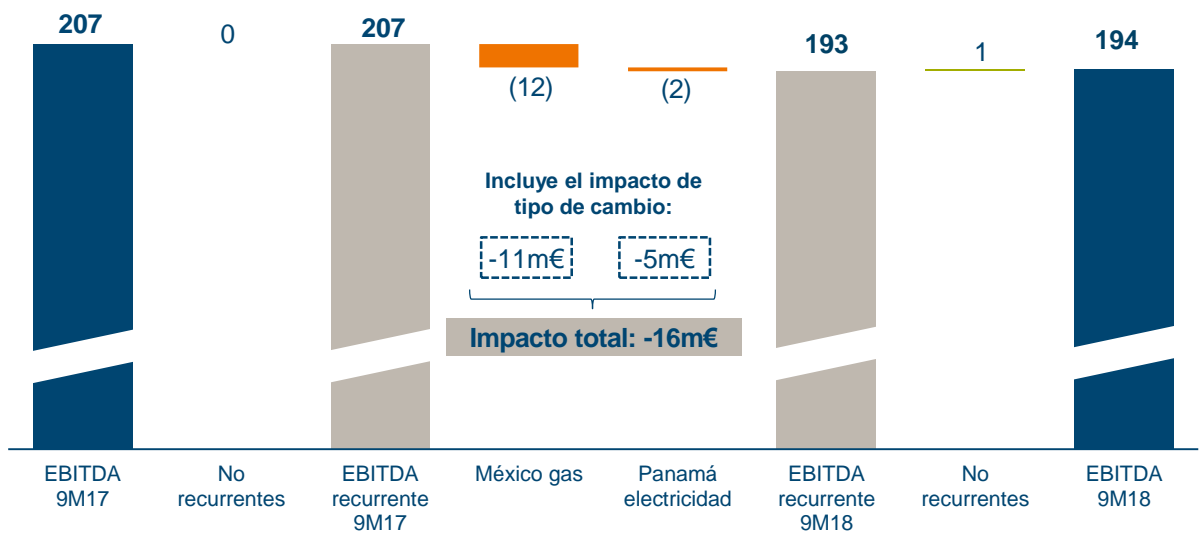 207
0
207
(12)
(2)
193
1
194
Incluye el impacto de
tipo de cambio:
-11m€
-5m€
Impacto total: -16m€
EBITDA
9M17
No
recurrentes
EBITDA
recurrente
9M17
México gas
Panamá
electricidad
EBITDA
recurrente
9M18
No
recurrentes
EBITDA
9M18